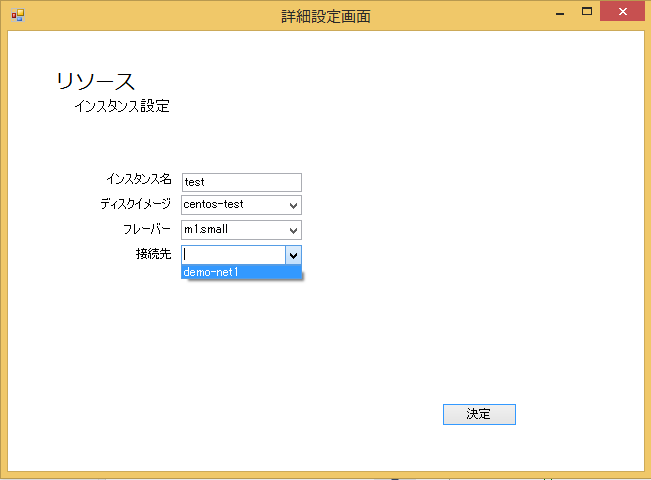 詳細設定画面
リソース
インスタンス設定
インスタンス名 test
ディスクイメージ centos-test
フレーバー m1.small
接続先
demo-net1
決定